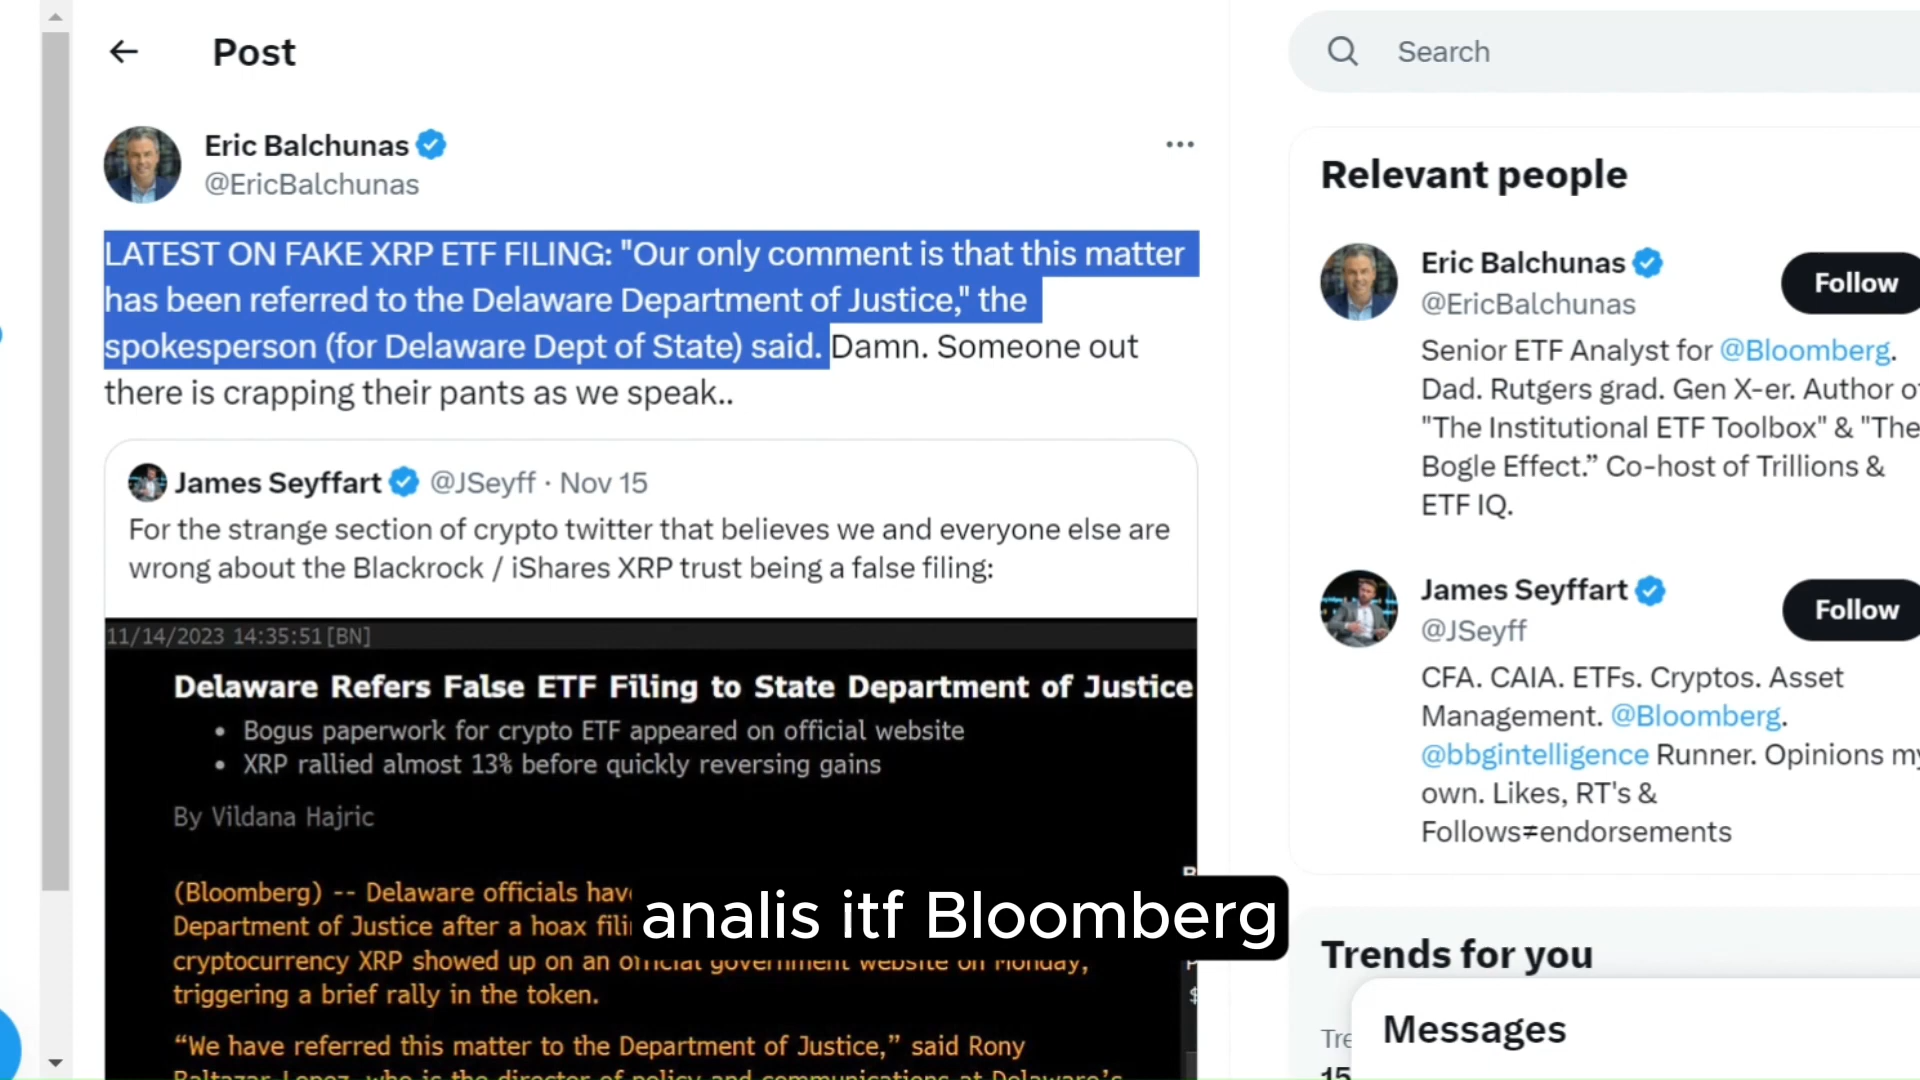 Post
Eric Balchunas
@EricBalchunas
LATEST ON FAKE XRP ETF FILING: "Our only comment is that this matter
has been referred to the Delaware Department of Justice," the
spokesperson (for Delaware Dept of State) said. Damn. Someone out
there is crapping their pants as we speak..
James Seyffart @JSeyff · Nov 15
For the strange section of crypto twitter that believes we and everyone else are
wrong about the Blackrock / iShares XRP trust being a false filing:
11/14/2023 14:35:51[BN]
Delaware Refers False ETF Filing to State Department of Justice
• Bogus paperwork for crypto ETF appeared on official website
• XRP rallied almost 13% before quickly reversing gains
By Vildana Hajric
(Bloomberg) -- Delaware officials have
Department of Justice after a hoax
cryptocurrency XRP showed up on an official government website on Monday,
triggering a brief rally in the token.
“We have referred this matter to the Department of Justice,” said Rony
analis itf Bloomberg
Search
Relevant people
Eric Balchunas
Follow
@EricBalchunas
Senior ETF Analyst for @Bloomberg.
Dad. Rutgers grad. Gen X-er. Author
"The Institutional ETF Toolbox" & "The
Bogle Effect.” Co-host of Trillions &
ETF IQ.
James Seyffart
Follow
@JSeyff
CFA. CAIA. ETFs. Cryptos. Asset
Management. @Bloomberg.
@bbgintelligence Runner. Opinions my
own. Likes, RT's &
Follows≠endorsements
Trends for you
Messages